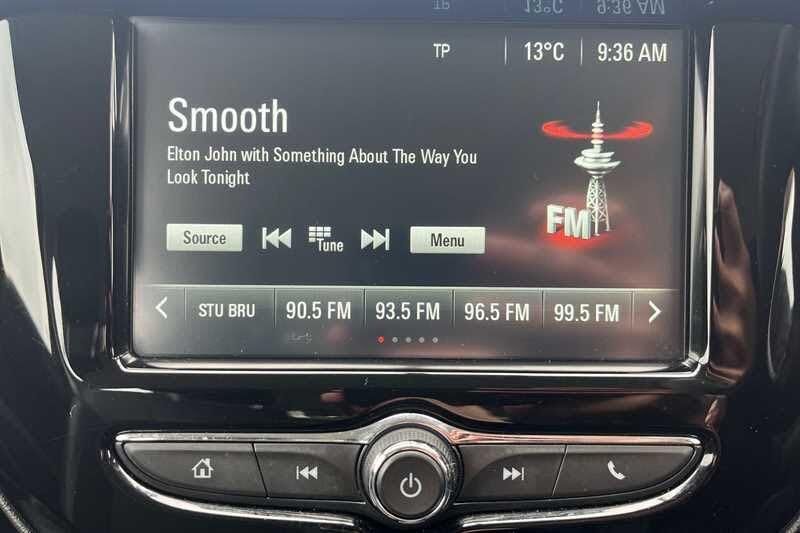 TP 13°C 9:36 AM
Smooth
Elton John with Something About The Way You
Look Tonight
FM
Source Tune Menu
STU BRU 90.5 FM 93.5 FM 96.5 FM 99.5 FM